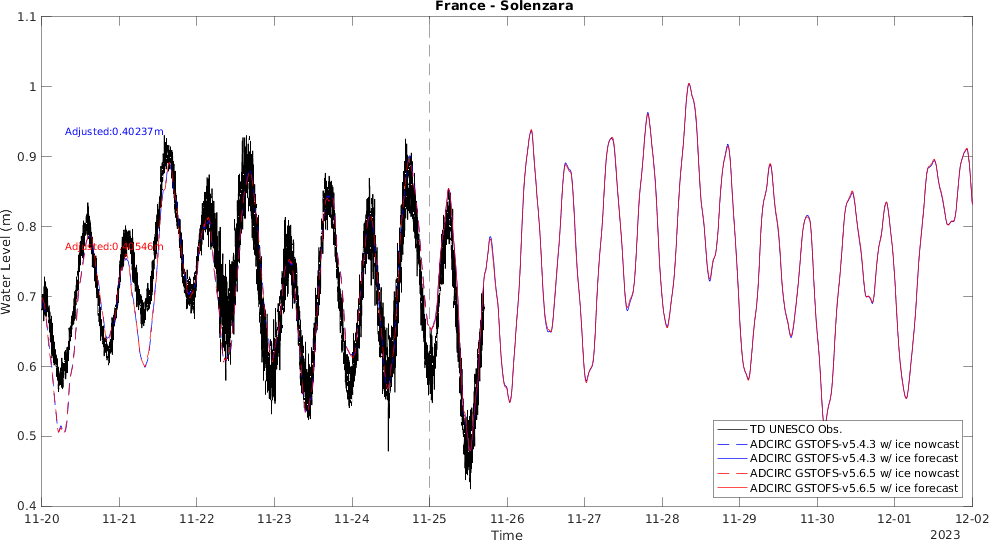 France - Solenzara
Water Level (m)
1.1
1
0.9
0.8
0.7
0.6
0.5
0.4
Adjusted:0.40237m
TD UNESCO Obs.
ADCIRC GSTOFS-v5.4.3 w/ ice nowcast
ADCIRC GSTOFS-v5.4.3 w/ ice forecast
ADCIRC GSTOFS-v5.6.5 w/ ice nowcast
ADCIRC GSTOFS-v5.6.5 w/ ice forecast
11-20 11-21 11-22 11-23 11-24 11-25 11-26 11-27 11-28 11-29 11-30 12-01 12-02
Time
2023